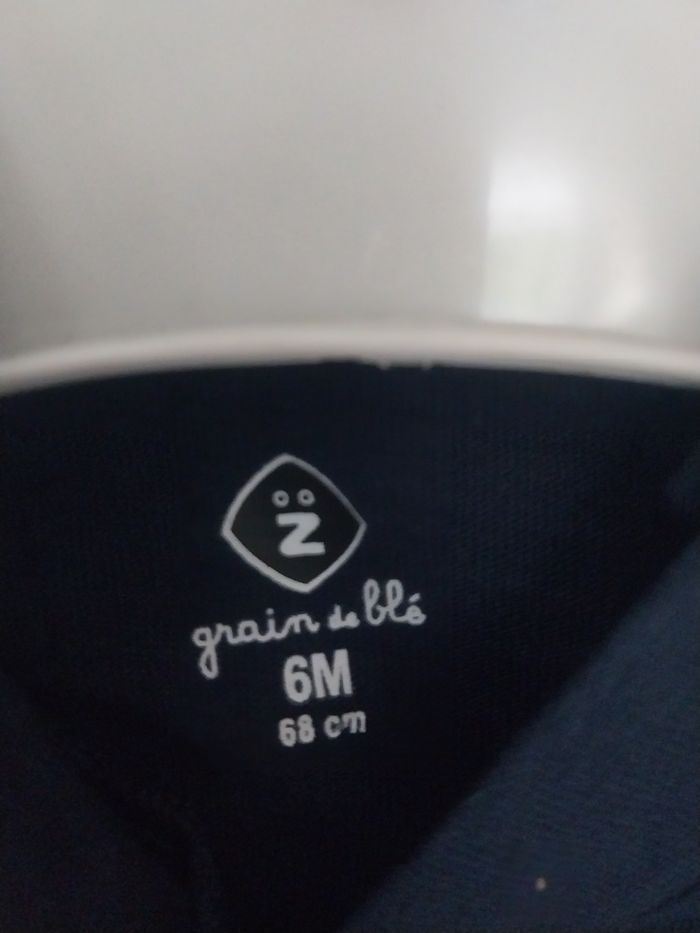 z
grain de blé
6M
68 cm